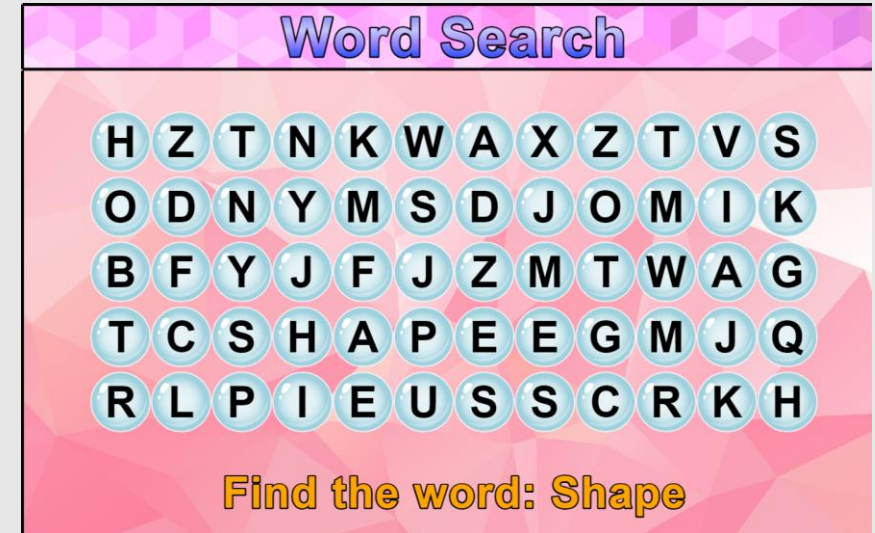 Word Search
H Z T N K W A X Z T V S
O D N Y M S D J O M I K
B F Y J F J Z M T W A G
T C S H A P E E G M J Q
R L P I E U S S C R K H
Find the word: Shape